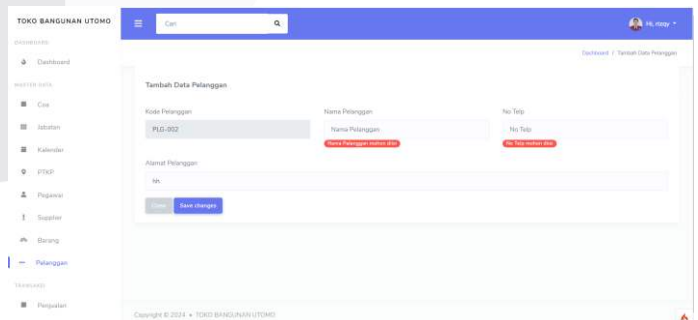 TOKO BANGUNAN UTOMO
Cari
Hi, rizqy
DASHBOARD
Dashboard
Dashboard / Tambah Data Pelanggan
MASTER DATA
Coa
Jabatan
Kalender
PTKP
Pegawai
Supplier
Barang
Pelanggan
TRANSAKSI
Penjualan
Tambah Data Pelanggan
Kode Pelanggan
Nama Pelanggan
No Telp
PLG-002
Nama Pelanggan
No Telp
Nama Pelanggan mohon diisi
No Telp mohon diisi
Alamat Pelanggan
hh
Close
Save changes
Copyright © 2024 • TOKO BANGUNAN UTOMO